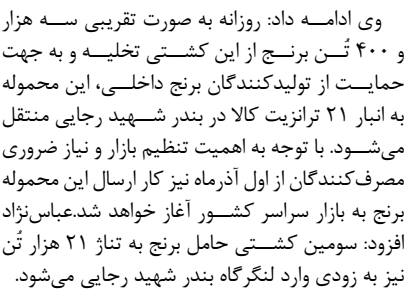 وی ادامه داد: روزانه به صورت تقریبی سه هزار
و ۴۰۰ تُن برنج از این کشتی تخلیه و به جهت
حمایت از تولیدکنندگان برنج داخلی، این محموله
به انبار ۲۱ ترانزیت کالا در بندر شهید رجایی منتقل
می‌شود. با توجه به اهمیت تنظیم بازار و نیاز ضروری
مصرف‌کنندگان از اول آذرماه نیز کار ارسال این محموله
برنج به بازار سراسر کشور آغاز خواهد شد.عباس‌نژاد
افزود: سومین کشتی حامل برنج به تناژ ۲۱ هزار تُن
نیز به زودی وارد لنگرگاه بندر شهید رجایی می‌شود.